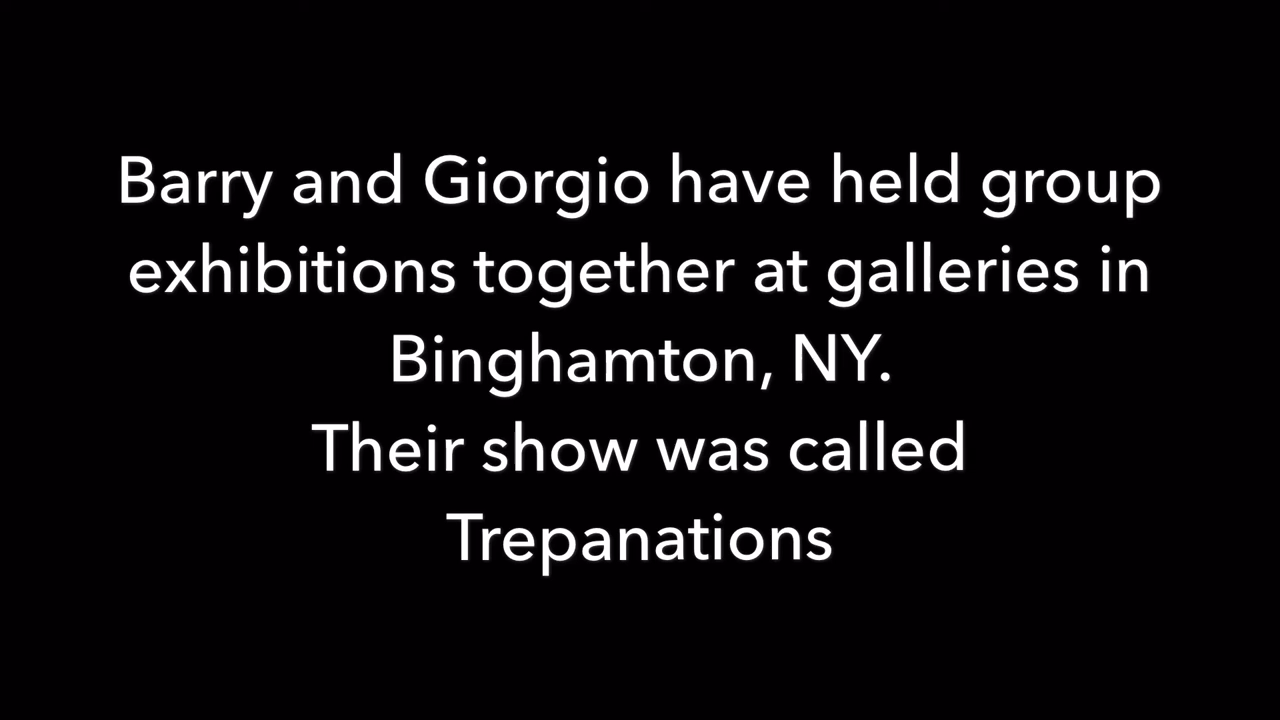 Barry and Giorgio have held group
exhibitions together at galleries in
Binghamton, NY.
Their show was called
Trepanations